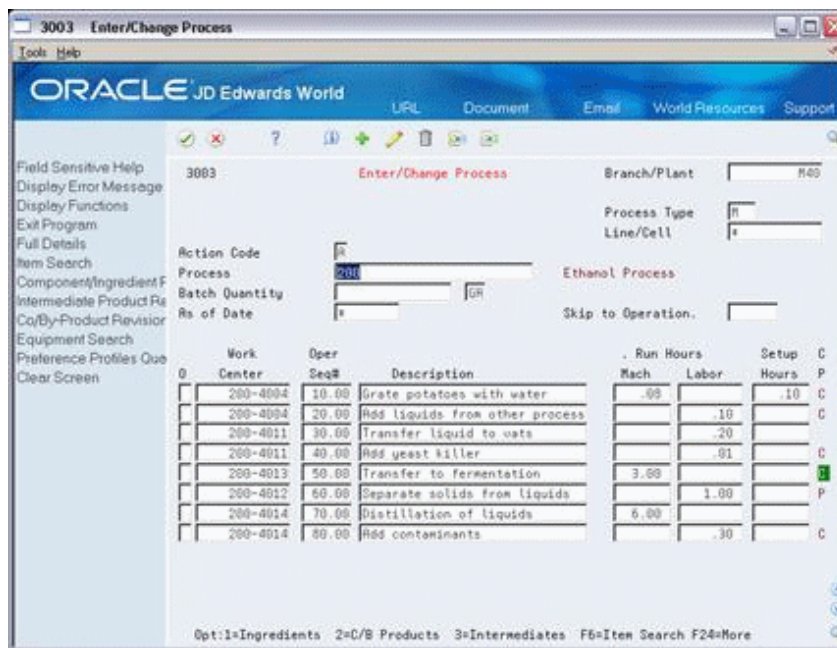 3003 Enter/Change Process
Tools Help
ORACLE JD Edwards World
URL Document Email World Resources Support
Field Sensitive Help
Display Error Message
Display Functions
Exit Program
Full Details
Item Search
Component/Ingredient F
Intermediate Product Re
Co/By-Product Revision
Equipment Search
Preference Profiles Que
Clear Screen
3003 Enter/Change Process Branch/Plant M40
Process Type M
Line/Cell *
Action Code
Process 200 Ethanol Process
Batch Quantity GR
As of Date * Skip to Operation.
Work Oper . Run Hours Setup C
O Center Seq# Description Mach Labor Hours P
200-4004 10.00 Grate potatoes with water .10 C
200-4004 20.00 Add liquids from other process .10 C
200-4011 30.00 Transfer liquid to vats .20
200-4011 40.00 Add yeast killer .01 C
200-4013 50.00 Transfer to fermentation 3.00 C
200-4012 60.00 Separate solids from liquids 1.00 P
200-4014 70.00 Distillation of liquids 6.00
200-4014 80.00 Add contaminants .30 C
Opt:1=Ingredients 2=C/B Products 3=Intermediates F6=Item Search F24=More